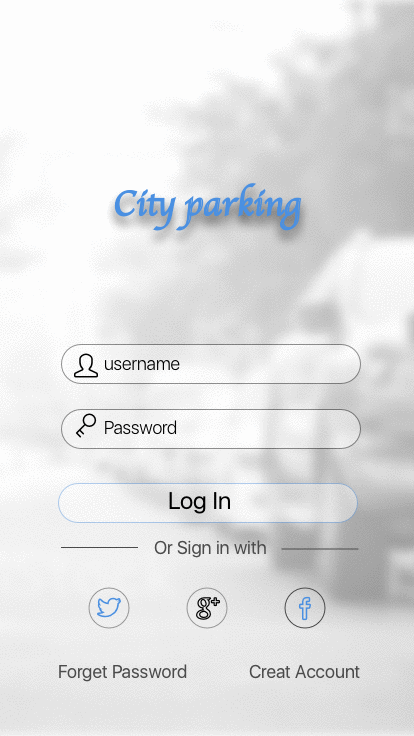 City parking
username
Password
Log In
Or Sign in with
g+
Forget Password
Creat Account